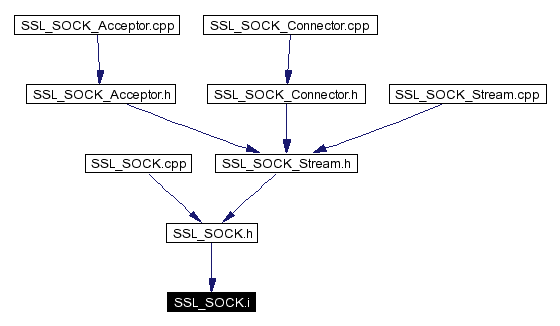 SSL_SOCK_Acceptor.cpp
SSL_SOCK_Connector.cpp
SSL_SOCK_Acceptor.h
SSL_SOCK_Connector.h
SSL_SOCK_Stream.cpp
SSL_SOCK.cpp
SSL_SOCK_Stream.h
SSL_SOCK.h
SSL_SOCK.i